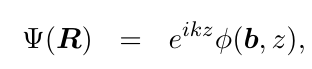 Ψ(𝑹) = e^{ikz}ϕ(𝒃, z),